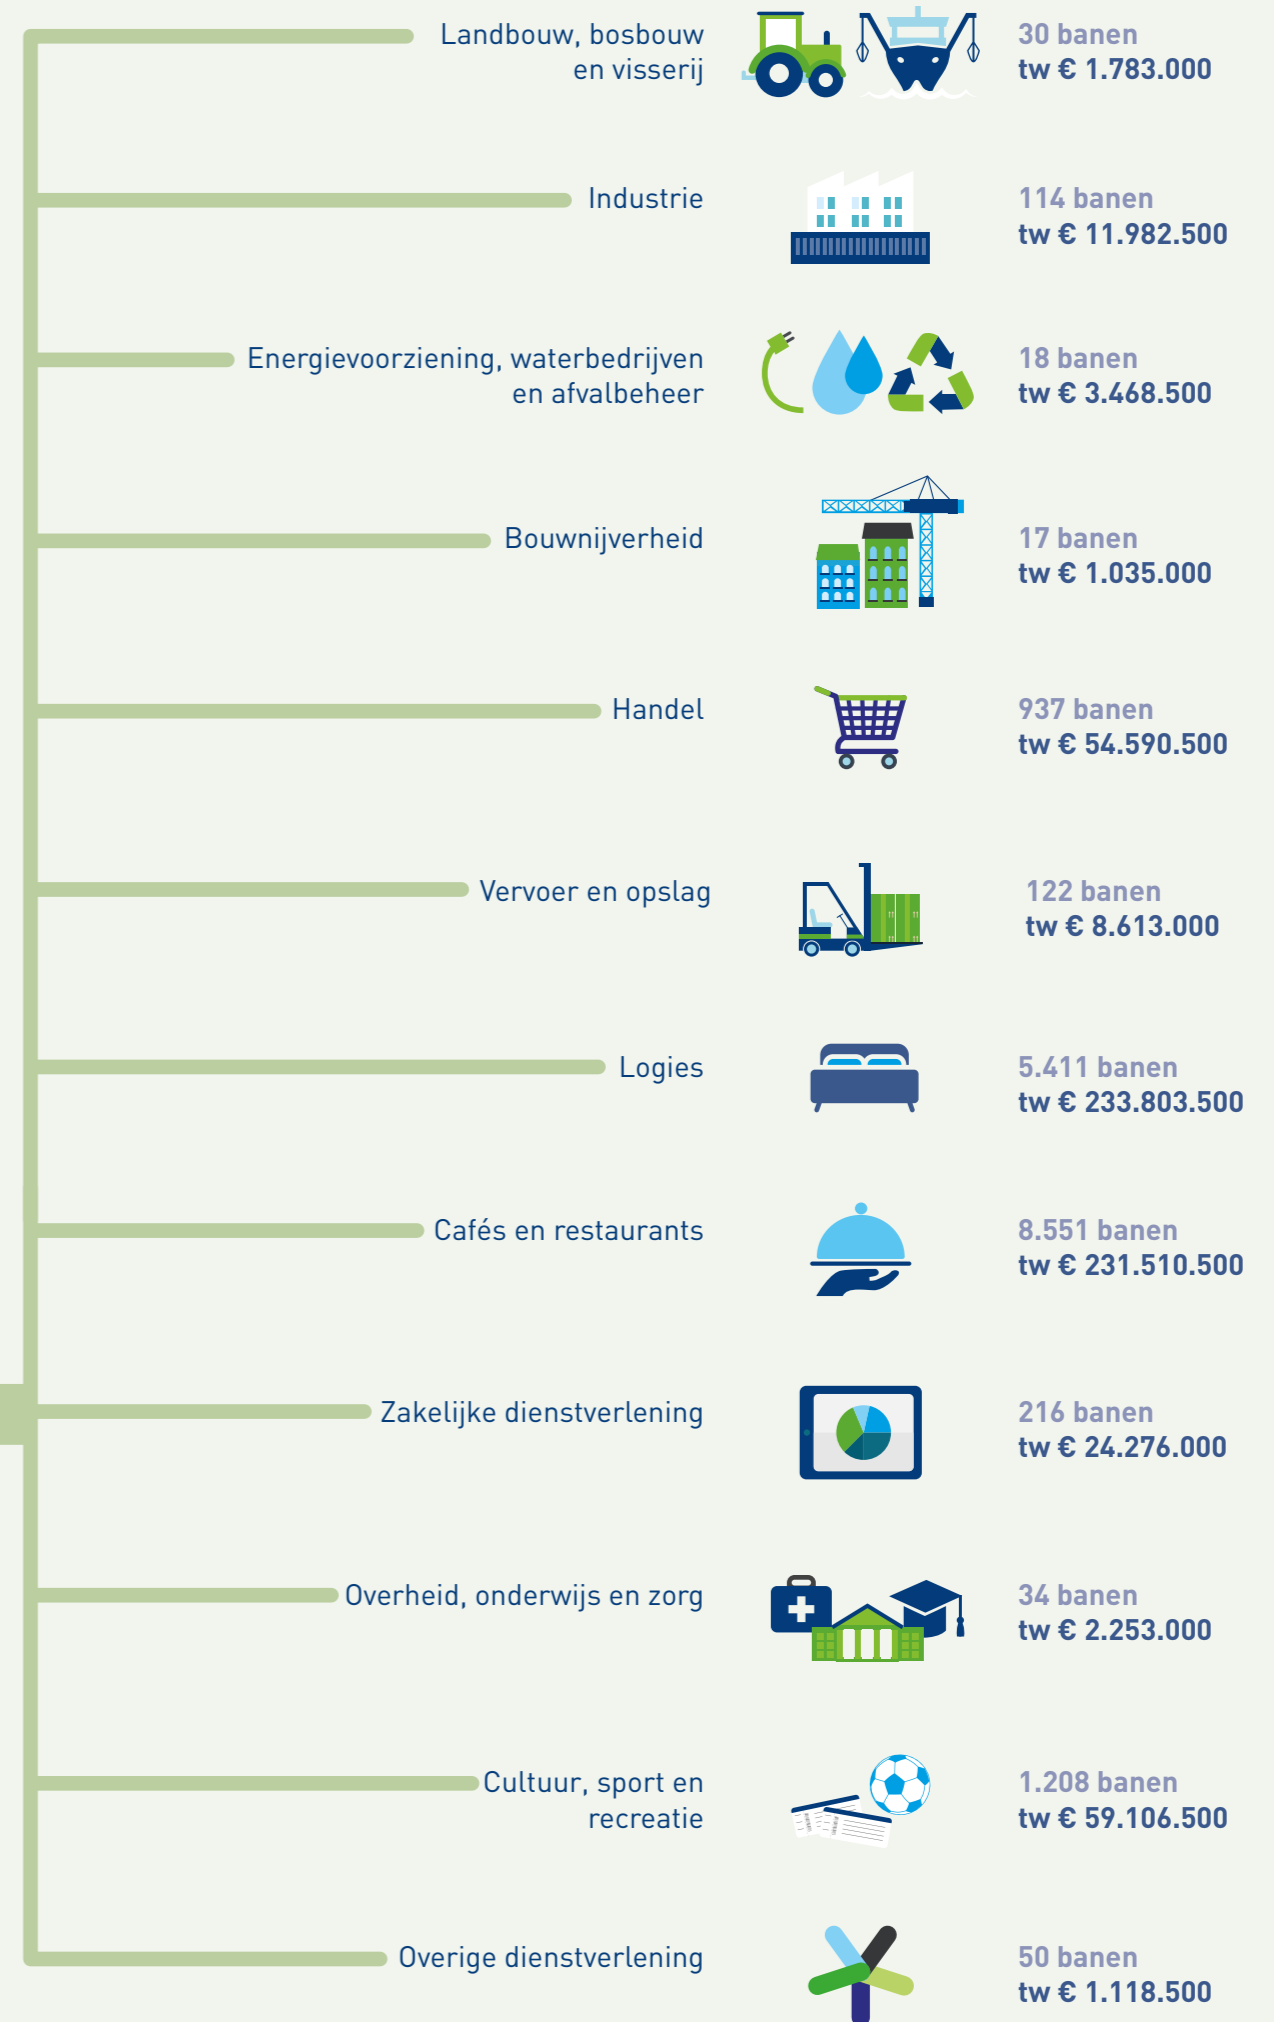 Landbouw, bosbouw
en visserij
30 banen
tw € 1.783.000
Industrie
114 banen
tw € 11.982.500
Energievoorziening, waterbedrijven
en afvalbeheer
18 banen
tw € 3.468.500
Bouwnijverheid
17 banen
tw € 1.035.000
Handel
937 banen
tw € 54.590.500
Vervoer en opslag
122 banen
tw € 8.613.000
Logies
5.411 banen
tw € 233.803.500
Cafés en restaurants
8.551 banen
tw € 231.510.500
Zakelijke dienstverlening
216 banen
tw € 24.276.000
Overheid, onderwijs en zorg
34 banen
tw € 2.253.000
Cultuur, sport en
recreatie
1.208 banen
tw € 59.106.500
Overige dienstverlening
50 banen
tw € 1.118.500